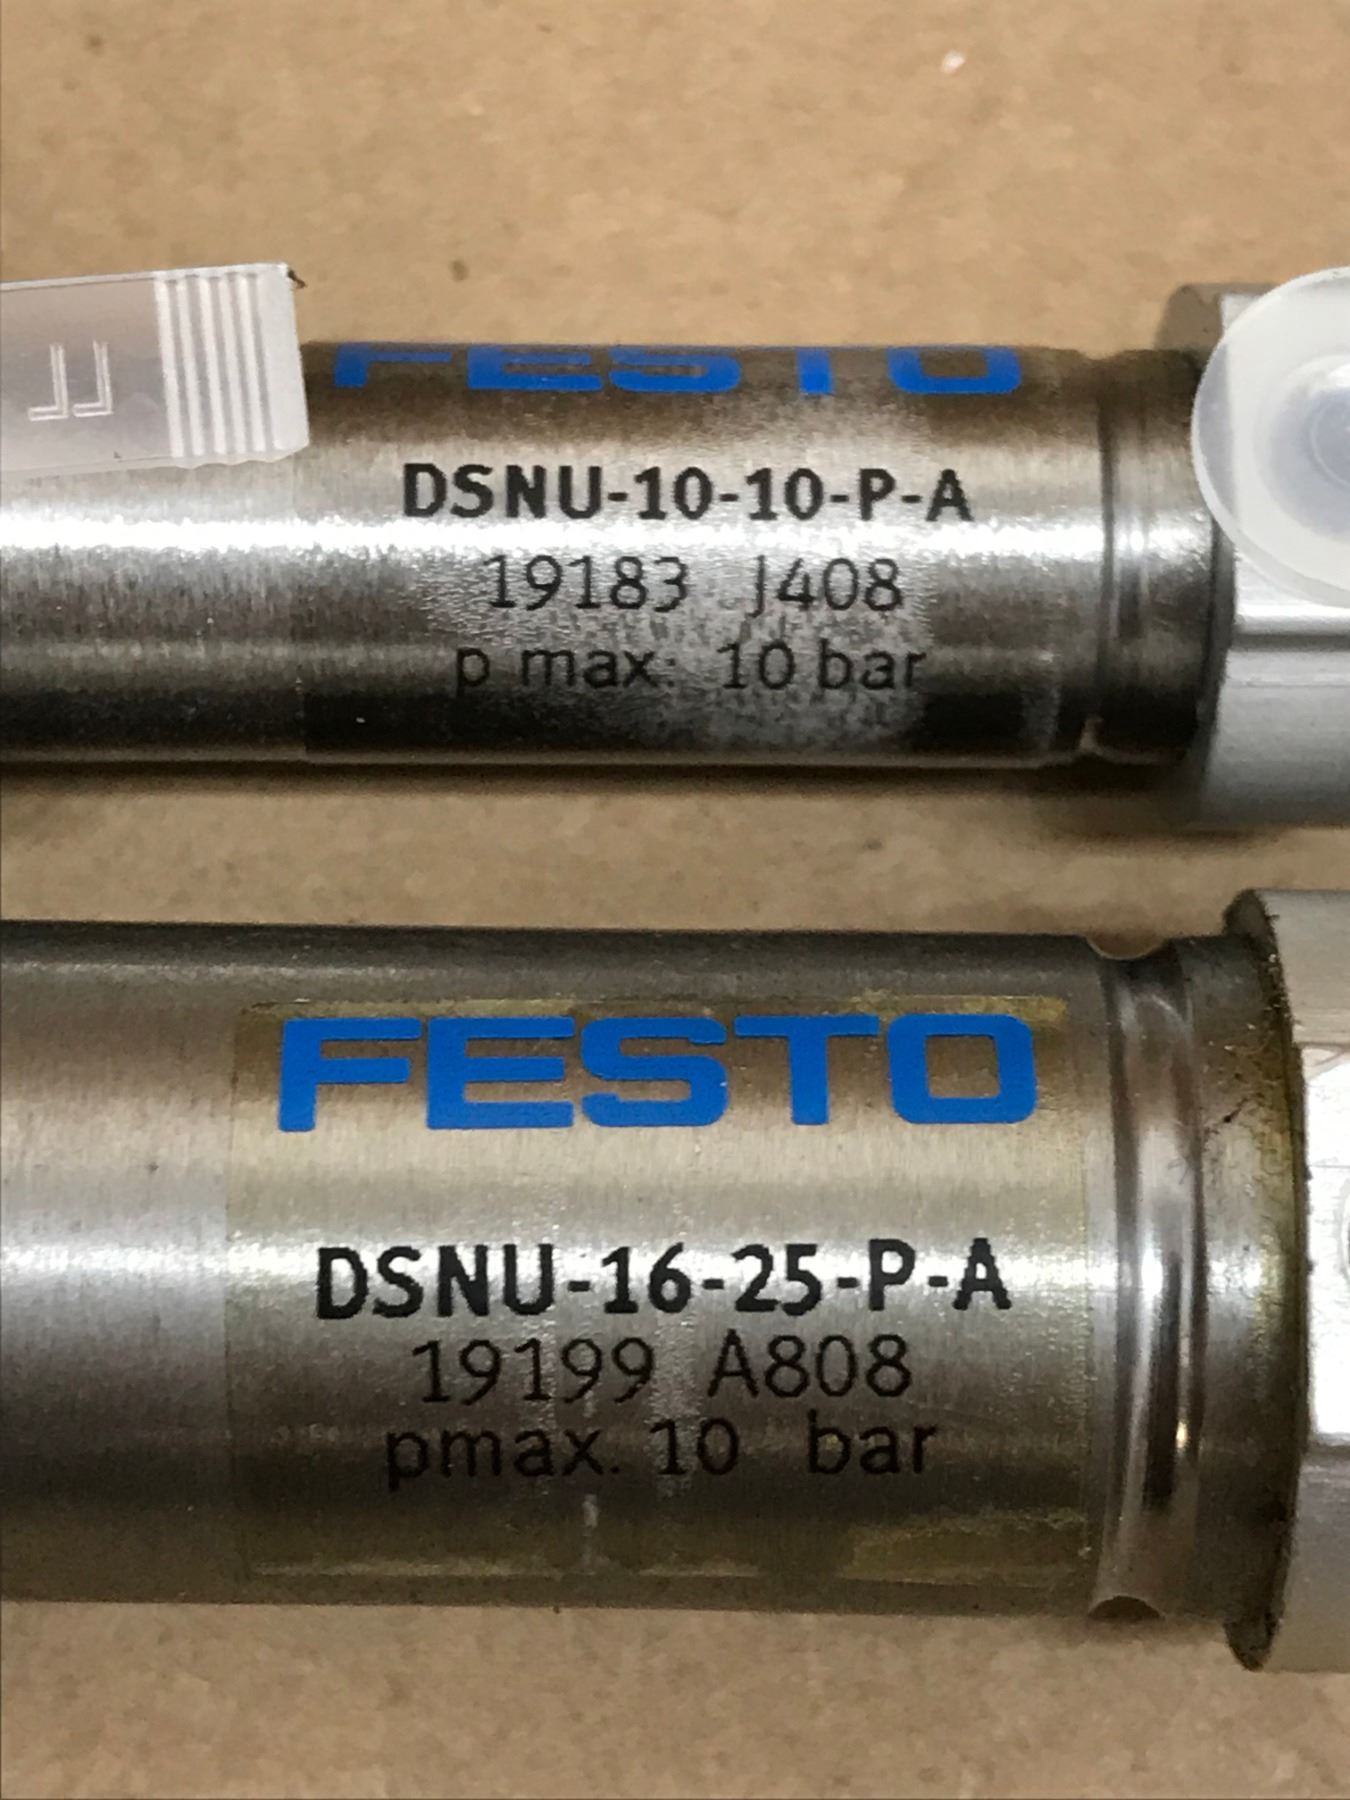 FESTO
DSNU-10-10-P-A
19183 J408
p max. 10 bar
FESTO
DSNU-16-25-P-A
19199 A808
pmax. 10 bar